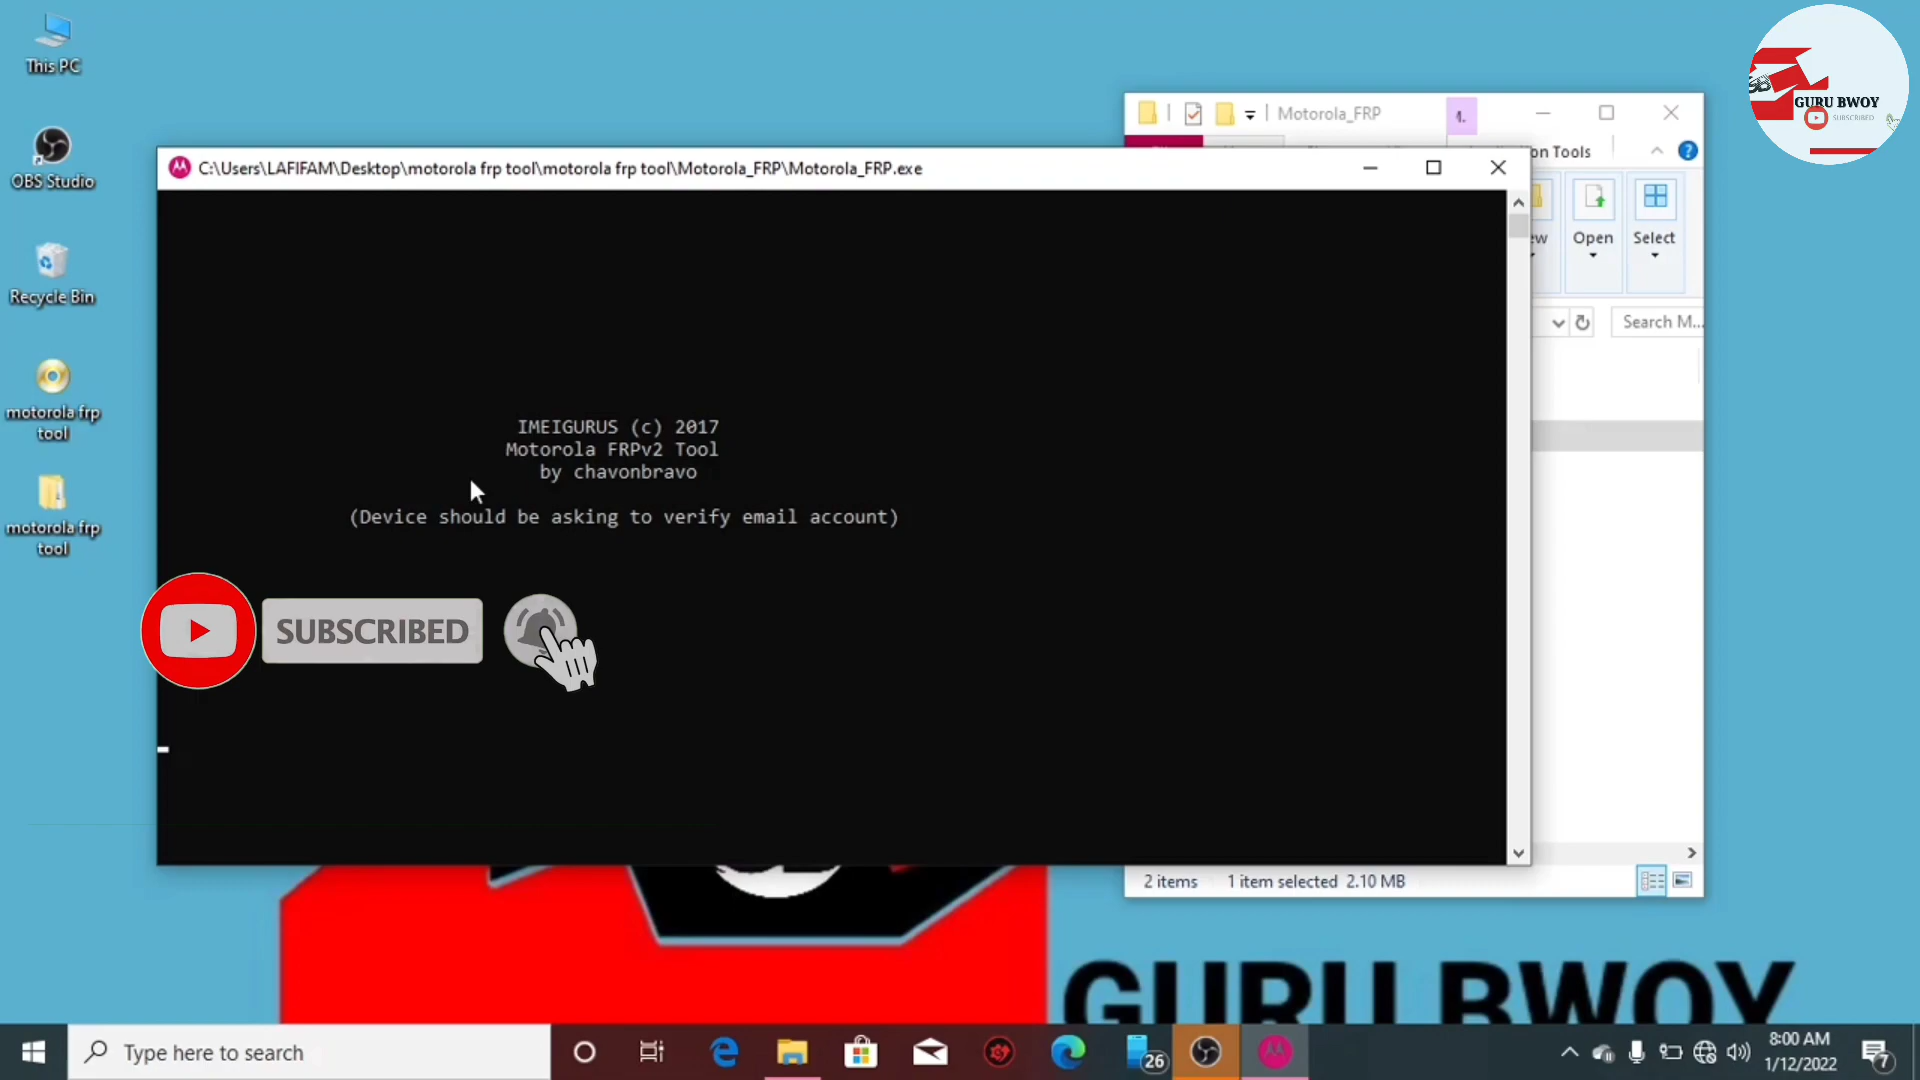 This PC
OBS Studio
Recycle Bin
motorola frp
tool
motorola frp
tool
GURU BWOY
SUBSCRIBED
Motorola_FRP
on Tools
C:\Users\LAFIFAM\Desktop\motorola frp tool\motorola frp tool\Motorola_FRP\Motorola_FRP.exe
Open
Select
Search M...
IMEIGURUS (c) 2017
Motorola FRPv2 Tool
by chavonbravo
(Device should be asking to verify email account)
SUBSCRIBED
2 items 1 item selected 2.10 MB
GURU BWOY
Type here to search
26
8:00 AM
1/12/2022
7